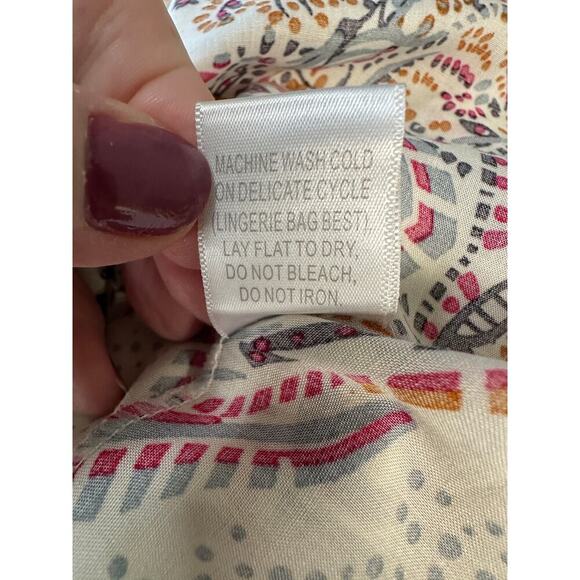 MACHINE WASH COLD
ON DELICATE CYCLE
(LINGERIE BAG BEST).
LAY FLAT TO DRY,
DO NOT BLEACH,
DO NOT IRON.